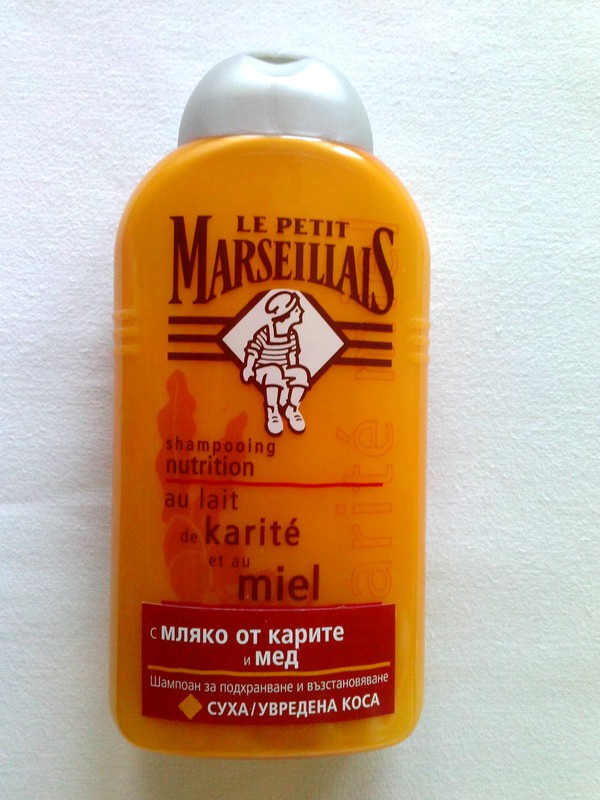 LE PETIT
MARSEILLAIS
shampooing
nutrition
au lait
de karité
et au
miel
с мляко от карите
и мед
Шампоан за подхранване и възстановяване
СУХА/УВРЕДЕНА КОСА